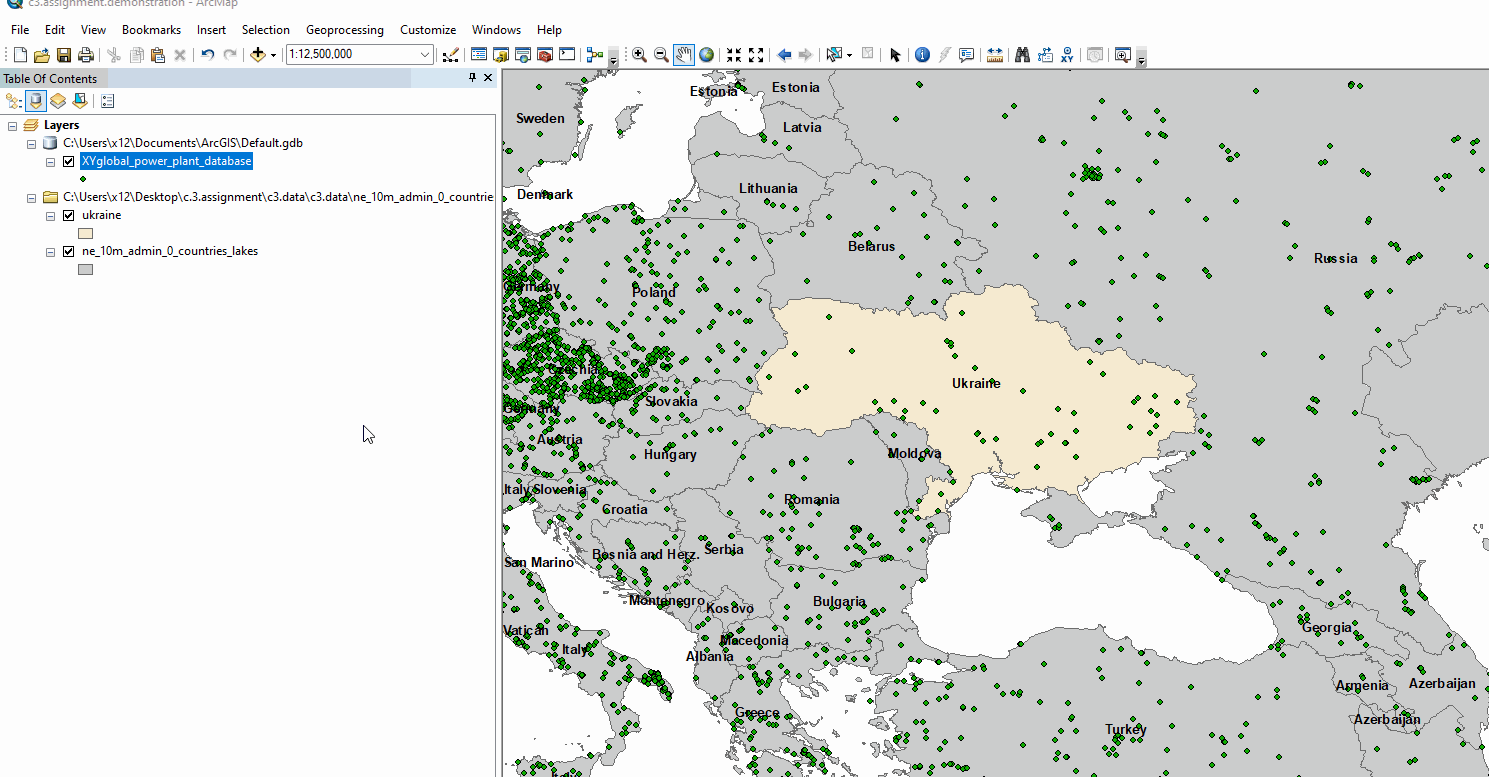 c3.assignment.demonstration - ArcMap
File Edit View Bookmarks Insert Selection Geoprocessing Customize Windows Help
1:12,500,000
Table Of Contents
Layers
C:\Users\x12\Documents\ArcGIS\Default.gdb
XYglobal_power_plant_database
C:\Users\x12\Desktop\c.3.assignment\c3.data\c3.data\ne_10m_admin_0_countrie
ukraine
ne_10m_admin_0_countries_lakes
Estonia
Estonia
Sweden
Latvia
Denmark
Lithuania
Belarus
Russia
Germany
Poland
Czechia
Ukraine
Slovakia
Germany
Austria
Hungary
Moldova
Italy
Slovenia
Romania
Croatia
Bosnia and Herz.
Serbia
San Marino
Montenegro
Kosovo
Bulgaria
Vatican
Italy
Macedonia
Georgia
Albania
Armenia
Azerbaijan
Greece
Azerbaijan
Turkey
Italy
XY